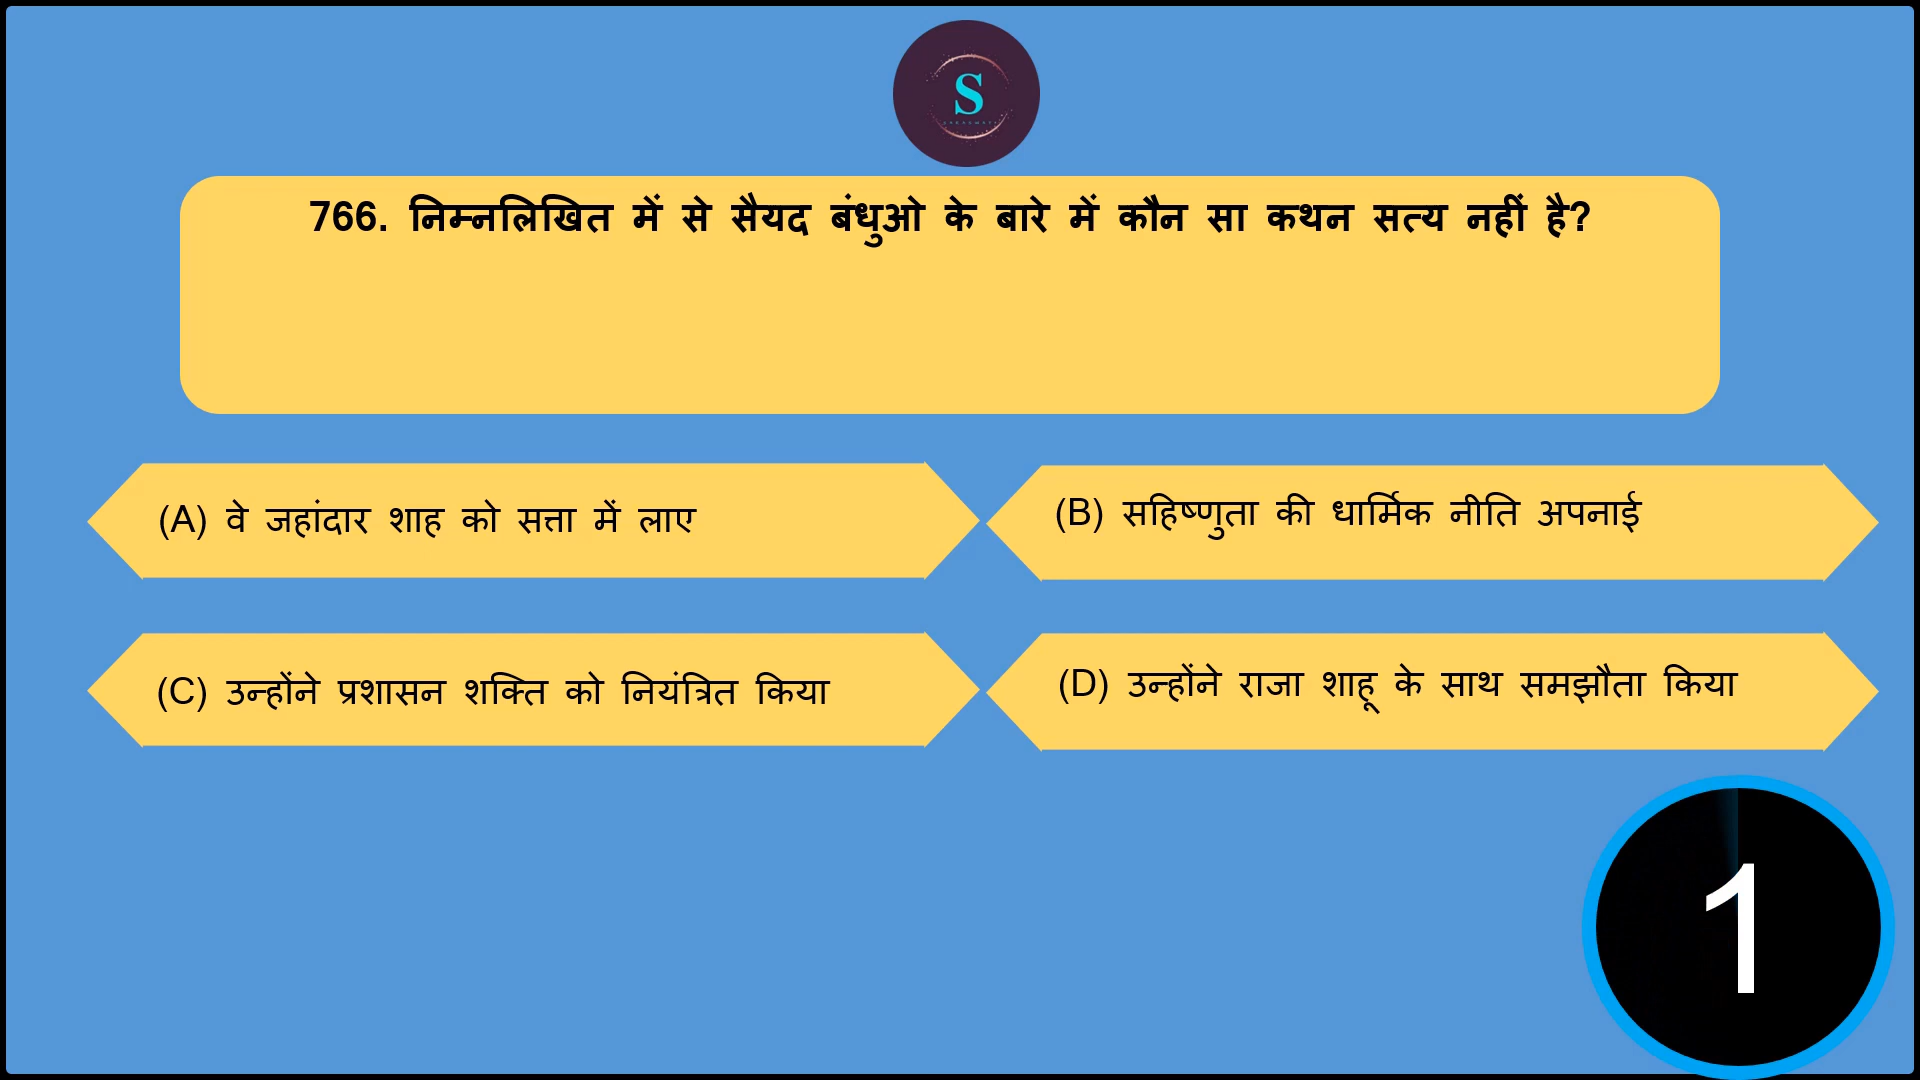 S
766. निम्नलिखित में से सैयद बंधुओ के बारे में कौन सा कथन सत्य नहीं है?
(A) वे जहांदार शाह को सत्ता में लाए
(B) सहिष्णुता की धार्मिक नीति अपनाई
(C) उन्होंने प्रशासन शक्ति को नियंत्रित किया
(D) उन्होंने राजा शाहू के साथ समझौता किया
1